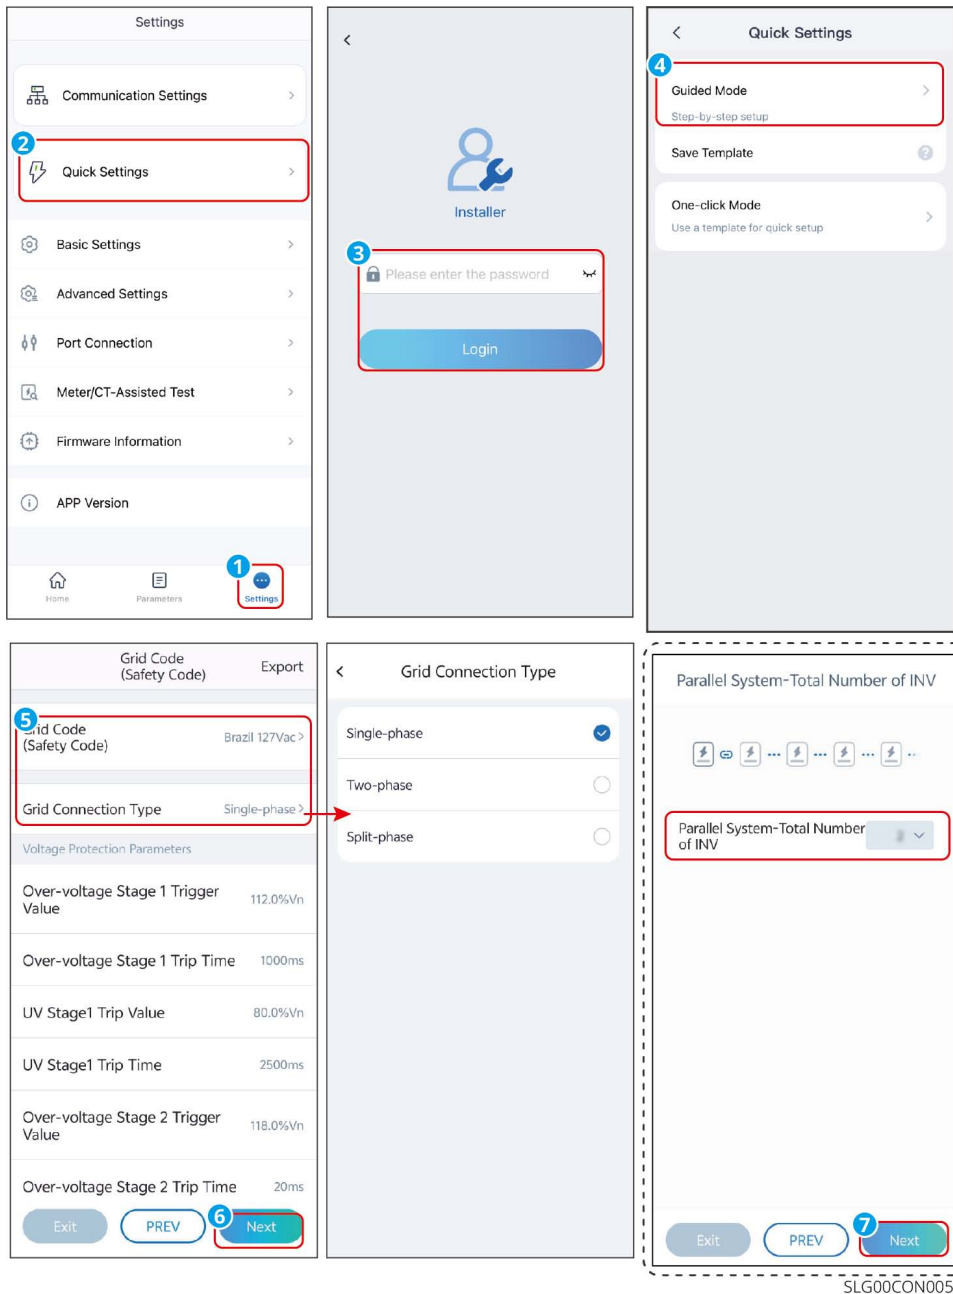 Settings
Communication Settings
2
Quick Settings
Basic Settings
Advanced Settings
Port Connection
Meter/CT-Assisted Test
Firmware Information
APP Version
1
Home
Parameters
Settings
Installer
3
Please enter the password
Login
Quick Settings
4
Guided Mode
Step-by-step setup
Save Template
?
One-click Mode
Use a template for quick setup
Grid Code
(Safety Code)
Export
5
Grid Code
(Safety Code)
Brazil 127Vac
Grid Connection Type
Single-phase
Voltage Protection Parameters
Over-voltage Stage 1 Trigger
Value
112.0%Vn
Over-voltage Stage 1 Trip Time
1000ms
UV Stage1 Trip Value
80.0%Vn
UV Stage1 Trip Time
2500ms
Over-voltage Stage 2 Trigger
Value
118.0%Vn
Over-voltage Stage 2 Trip Time
20ms
Exit
PREV
6
Next
Grid Connection Type
Single-phase
Two-phase
Split-phase
Parallel System-Total Number of INV
Parallel System-Total Number
of INV
Exit
PREV
7
Next
SLG00CON005